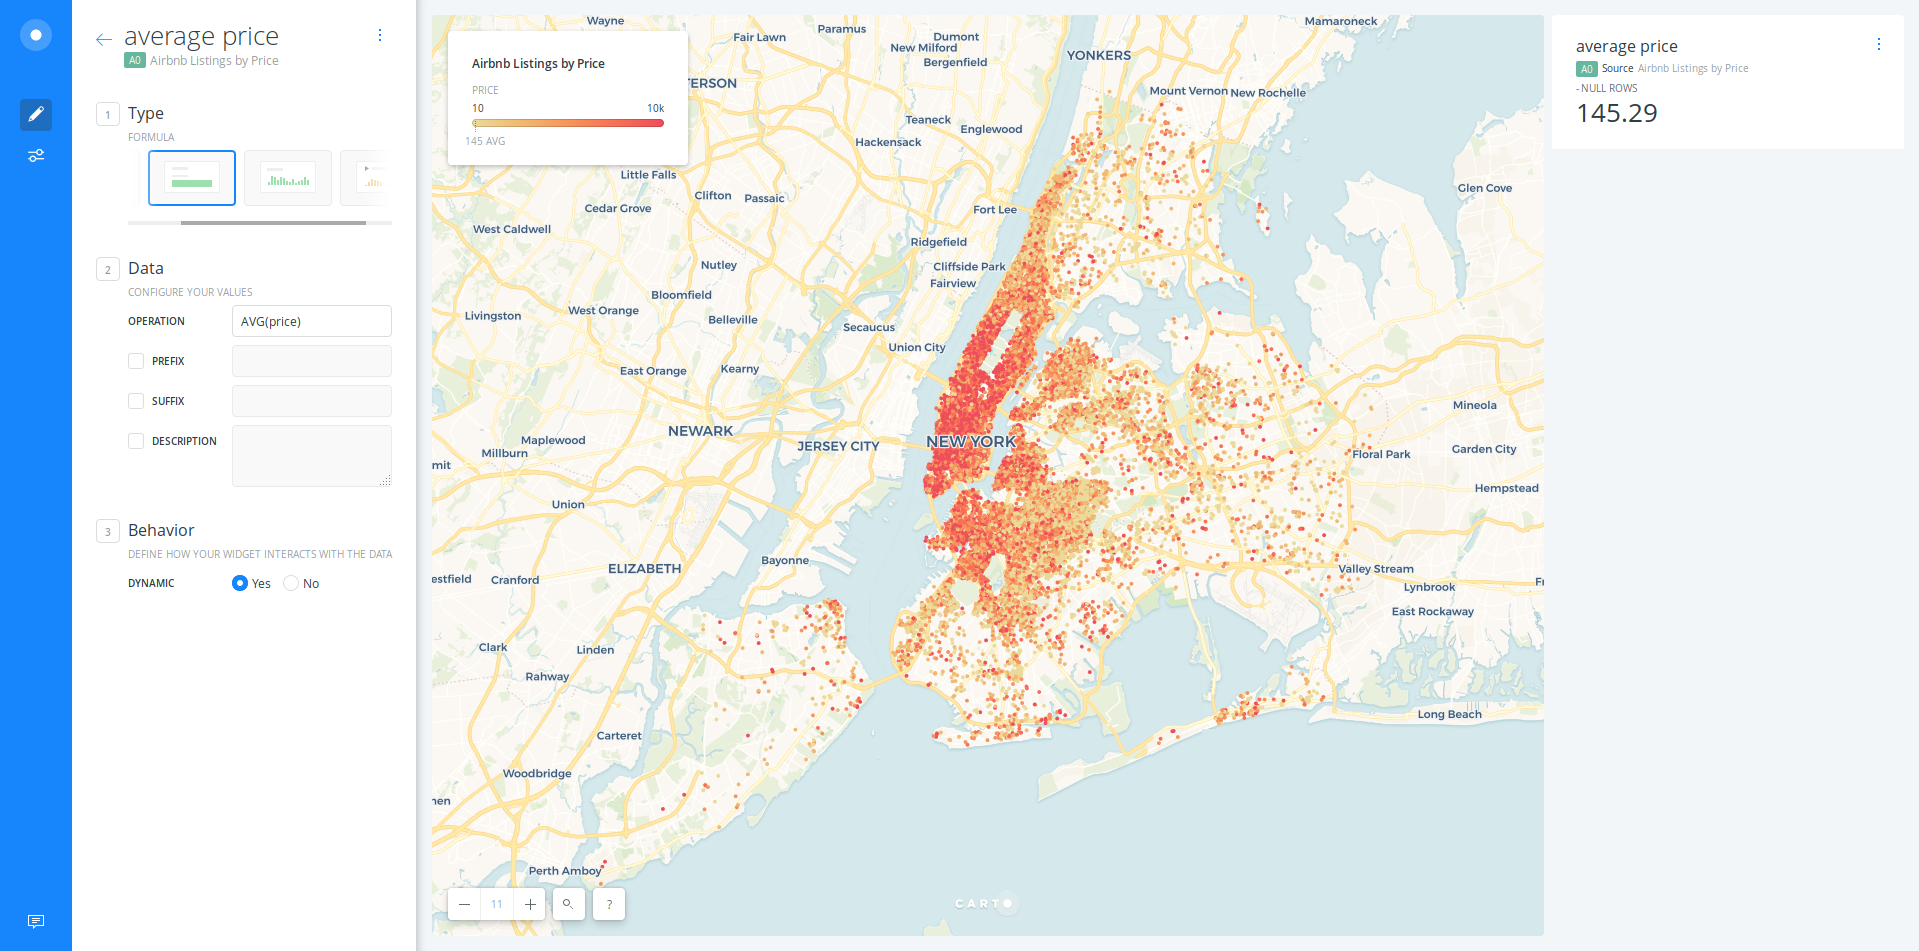 average price
A0 Airbnb Listings by Price
1 Type
FORMULA
2 Data
CONFIGURE YOUR VALUES
OPERATION AVG(price)
PREFIX
SUFFIX
DESCRIPTION
3 Behavior
DEFINE HOW YOUR WIDGET INTERACTS WITH THE DATA
DYNAMIC Yes No
Airbnb Listings by Price
PRICE
10 10k
145 AVG
Wayne
Paramus
Mamaroneck
Fair Lawn
Dumont
New Milford
Bergenfield
YONKERS
TERSON
Mount Vernon
New Rochelle
Teaneck
Englewood
Hackensack
Little Falls
Clifton
Passaic
Glen Cove
Cedar Grove
Fort Lee
West Caldwell
Ridgefield
Nutley
Cliffside Park
Fairview
Bloomfield
West Orange
Livingston
Belleville
Secaucus
Union City
East Orange
Kearny
Mineola
NEWARK
Maplewood
JERSEY CITY
NEW YORK
Millburn
mit
Floral Park
Garden City
Hempstead
Union
Bayonne
ELIZABETH
Valley Stream
estfield
Cranford
Lynbrook
Fr
East Rockaway
Clark
Linden
Rahway
Long Beach
Carteret
Woodbridge
hen
Perth Amboy
11
?
CARTO
average price
A0 Source Airbnb Listings by Price
- NULL ROWS
145.29